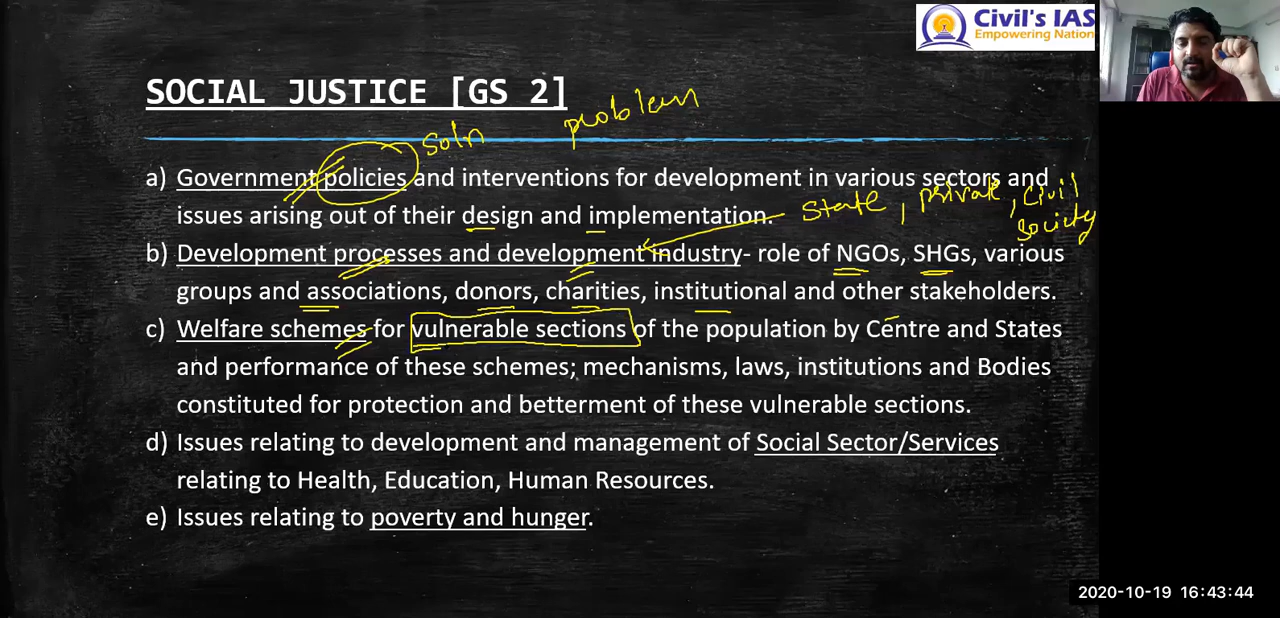 Civil's IAS
Empowering Nation
SOCIAL JUSTICE [GS 2]
problem
soln
a) Government policies and interventions for development in various sectors and
issues arising out of their design and implementation.
State, private, Civil
Society
b) Development processes and development industry- role of NGOs, SHGs, various
groups and associations, donors, charities, institutional and other stakeholders.
c) Welfare schemes for vulnerable sections of the population by Centre and States
and performance of these schemes; mechanisms, laws, institutions and Bodies
constituted for protection and betterment of these vulnerable sections.
d) Issues relating to development and management of Social Sector/Services
relating to Health, Education, Human Resources.
e) Issues relating to poverty and hunger.
2020-10-19 16:43:44